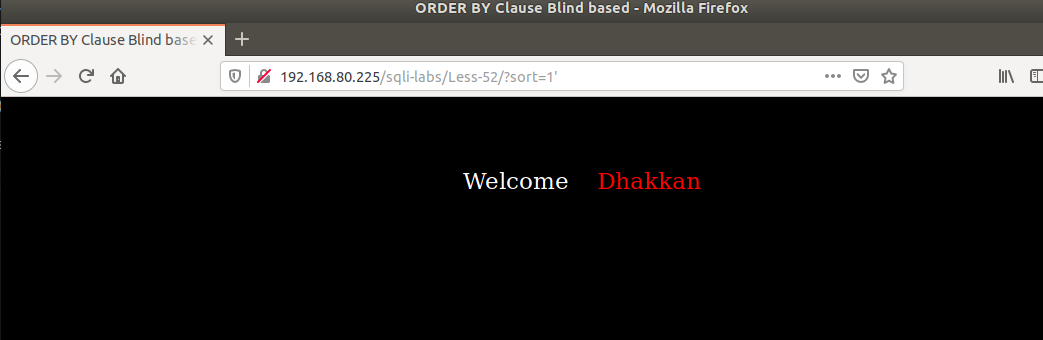 ORDER BY Clause Blind based - Mozilla Firefox
ORDER BY Clause Blind base
192.168.80.225/sqli-labs/Less-52/?sort=1'
Welcome Dhakkan